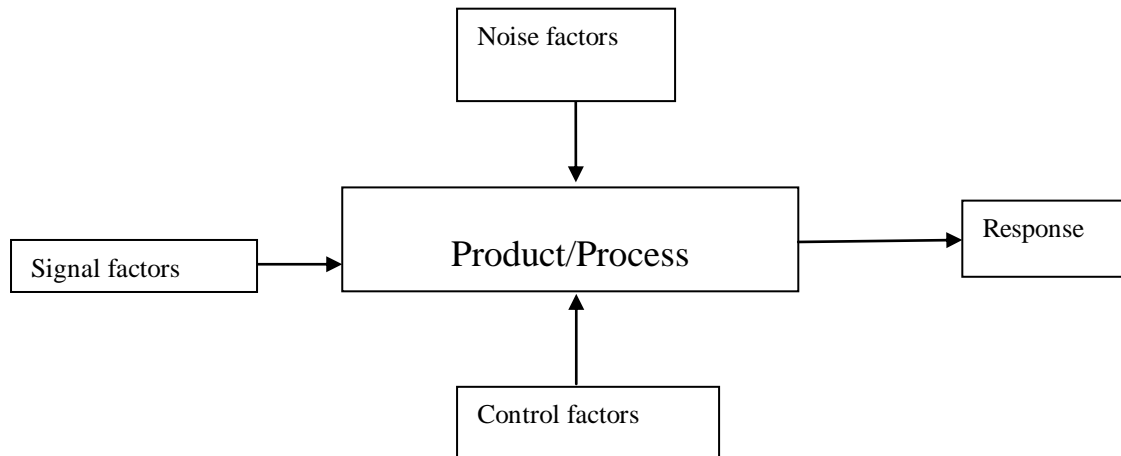 Noise factors
Signal factors
Product/Process
Response
Control factors